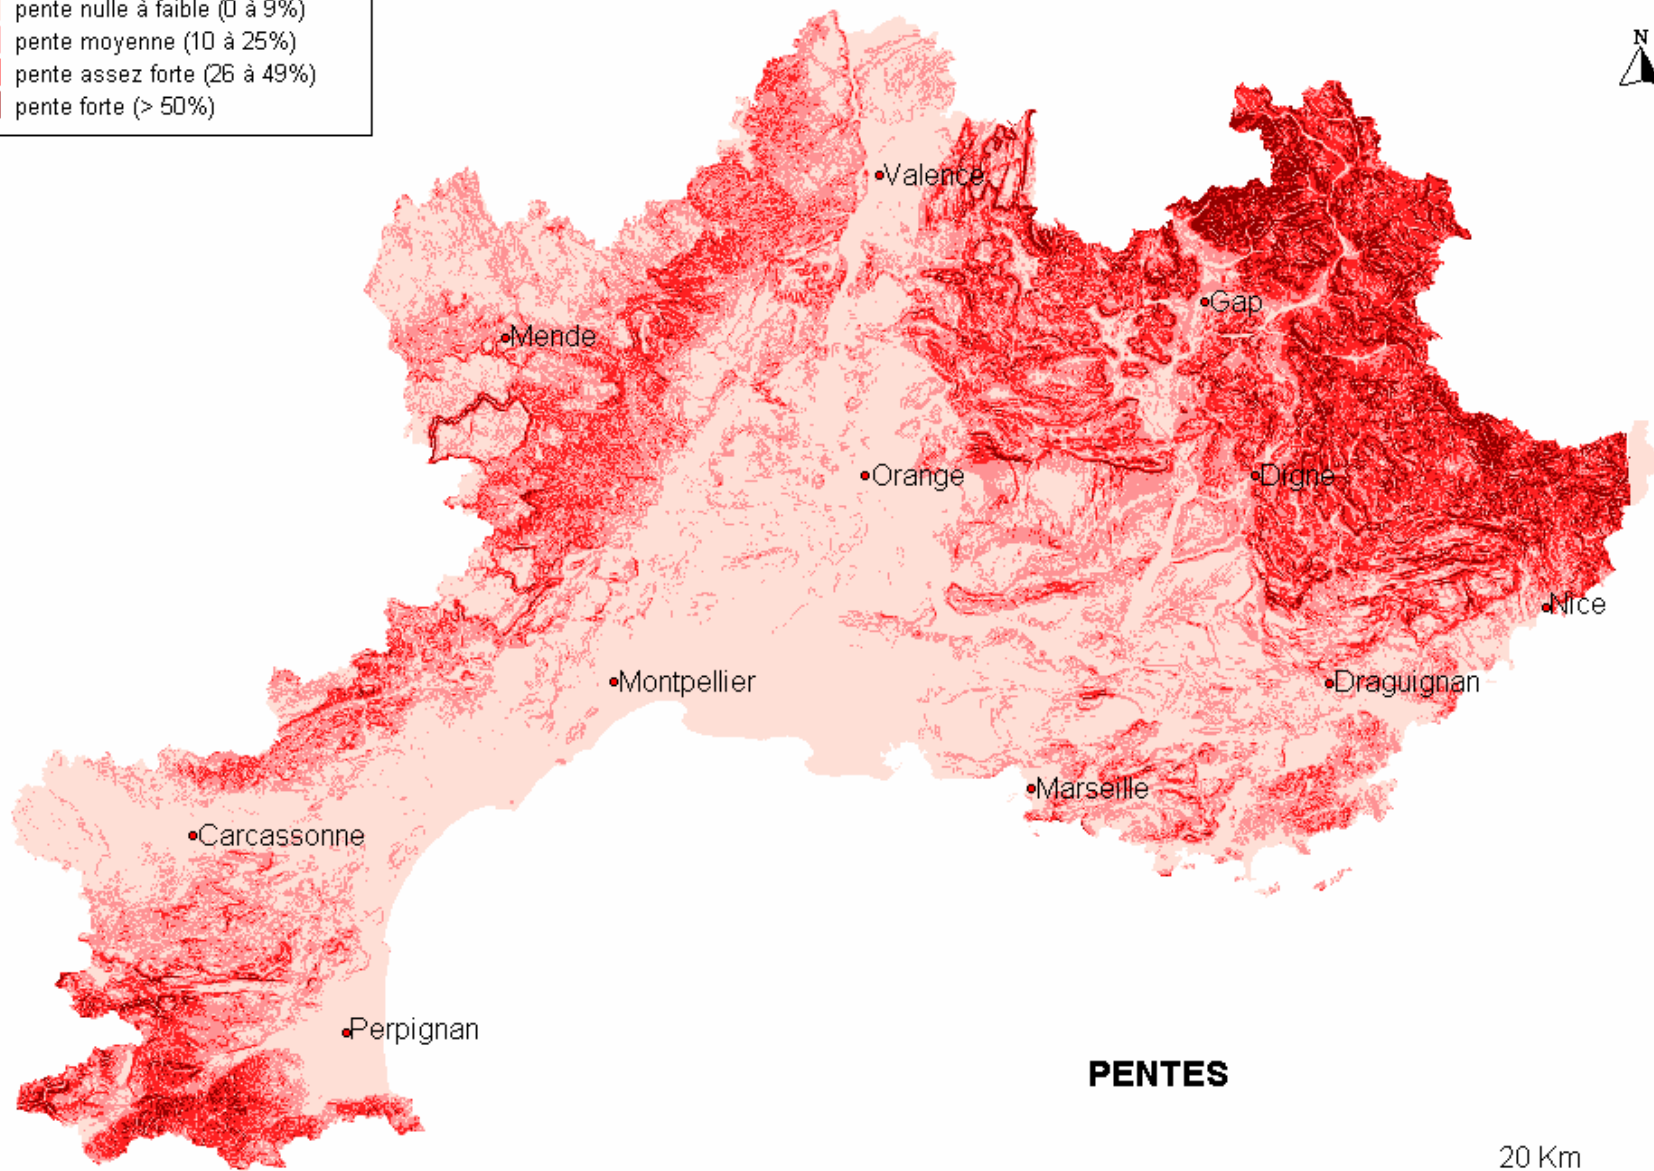 pente nulle à faible (0 à 9%)
pente moyenne (10 à 25%)
pente assez forte (26 à 49%)
pente forte (> 50%)
N
Valence
Gap
Mende
Orange
Digne
Nice
Montpellier
Draguignan
Marseille
Carcassonne
Perpignan
PENTES
20 Km